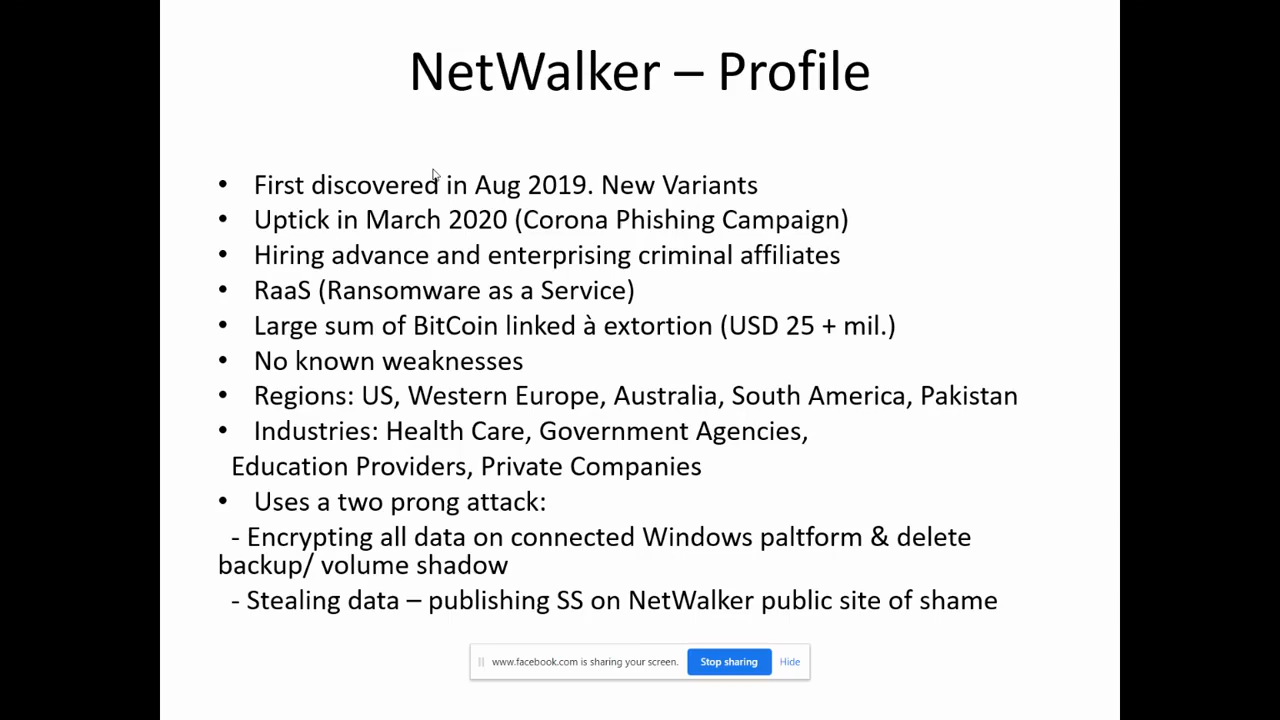 NetWalker – Profile
• First discovered in Aug 2019. New Variants
• Uptick in March 2020 (Corona Phishing Campaign)
• Hiring advance and enterprising criminal affiliates
• RaaS (Ransomware as a Service)
• Large sum of BitCoin linked à extortion (USD 25 + mil.)
• No known weaknesses
• Regions: US, Western Europe, Australia, South America, Pakistan
• Industries: Health Care, Government Agencies,
Education Providers, Private Companies
• Uses a two prong attack:
- Encrypting all data on connected Windows paltform & delete
backup/ volume shadow
- Stealing data – publishing SS on NetWalker public site of shame
www.facebook.com is sharing your screen. Stop sharing Hide